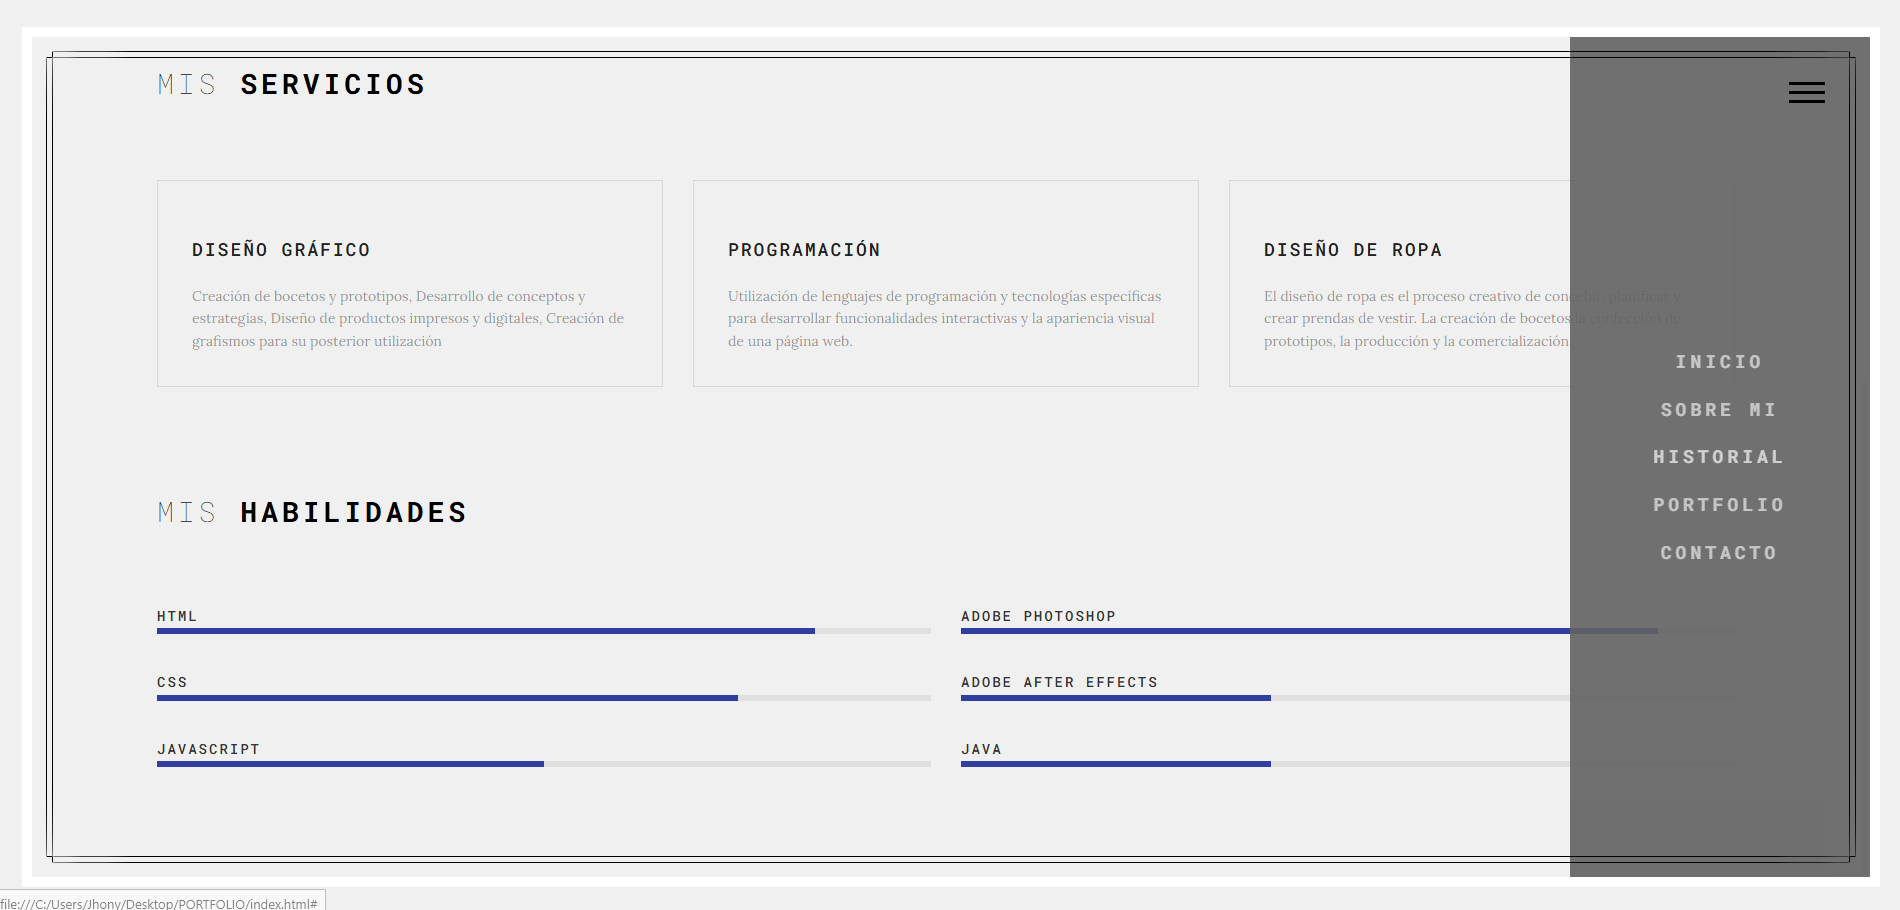 MIS SERVICIOS
DISEÑO GRÁFICO
Creación de bocetos y prototipos, Desarrollo de conceptos y
estrategias, Diseño de productos impresos y digitales, Creación de
grafismos para su posterior utilización
PROGRAMACIÓN
Utilización de lenguajes de programación y tecnologías específicas
para desarrollar funcionalidades interactivas y la apariencia visual
de una página web.
DISEÑO DE ROPA
El diseño de ropa es el proceso creativo de concebir, planificar y
crear prendas de vestir. La creación de bocetos la confección de
prototipos, la producción y la comercialización
INICIO
SOBRE MI
HISTORIAL
PORTFOLIO
CONTACTO
MIS HABILIDADES
HTML
CSS
JAVASCRIPT
ADOBE PHOTOSHOP
ADOBE AFTER EFFECTS
JAVA
file:///C:/Users/Jhony/Desktop/PORTFOLIO/index.html#